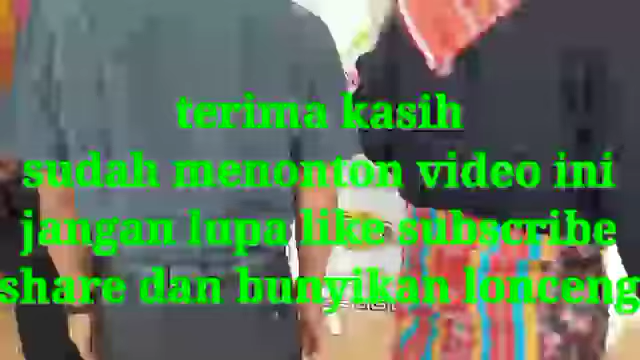 terima kasih
sudah menonton video ini
jangan lupa like subscribe
share dan bunyikan lonceng